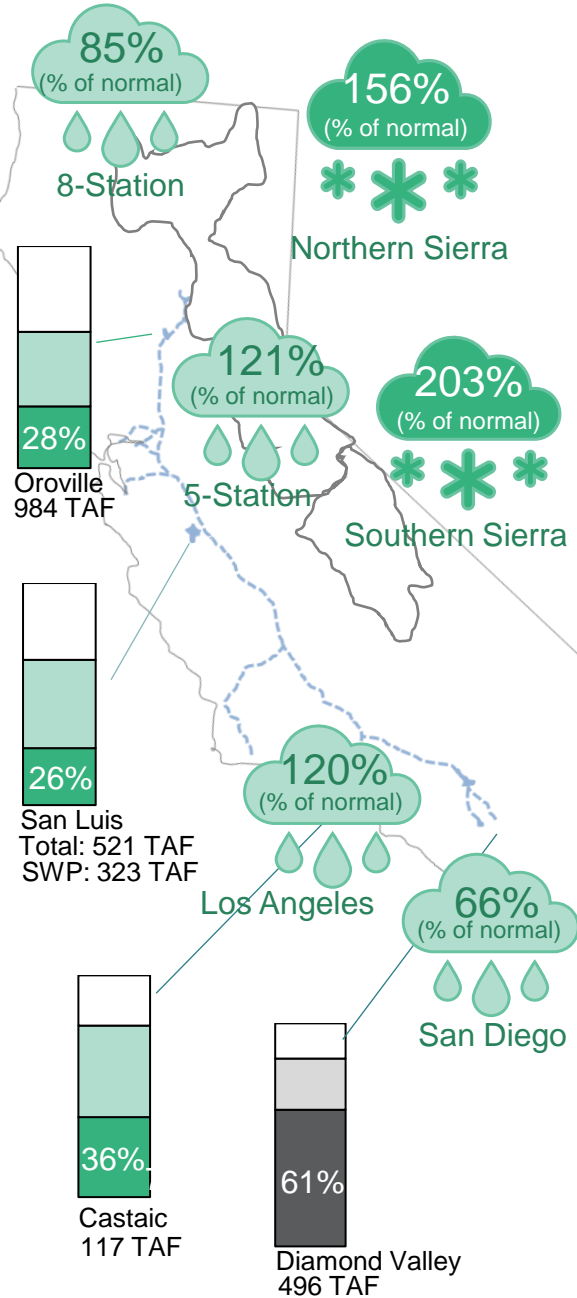 85%
(% of normal)
8-Station
156%
(% of normal)
Northern Sierra
121%
(% of normal)
5-Station
203%
(% of normal)
Southern Sierra
28%
Oroville
984 TAF
26%
San Luis
Total: 521 TAF
SWP: 323 TAF
120%
(% of normal)
Los Angeles
66%
(% of normal)
San Diego
36%
Castaic
117 TAF
61%
Diamond Valley
496 TAF